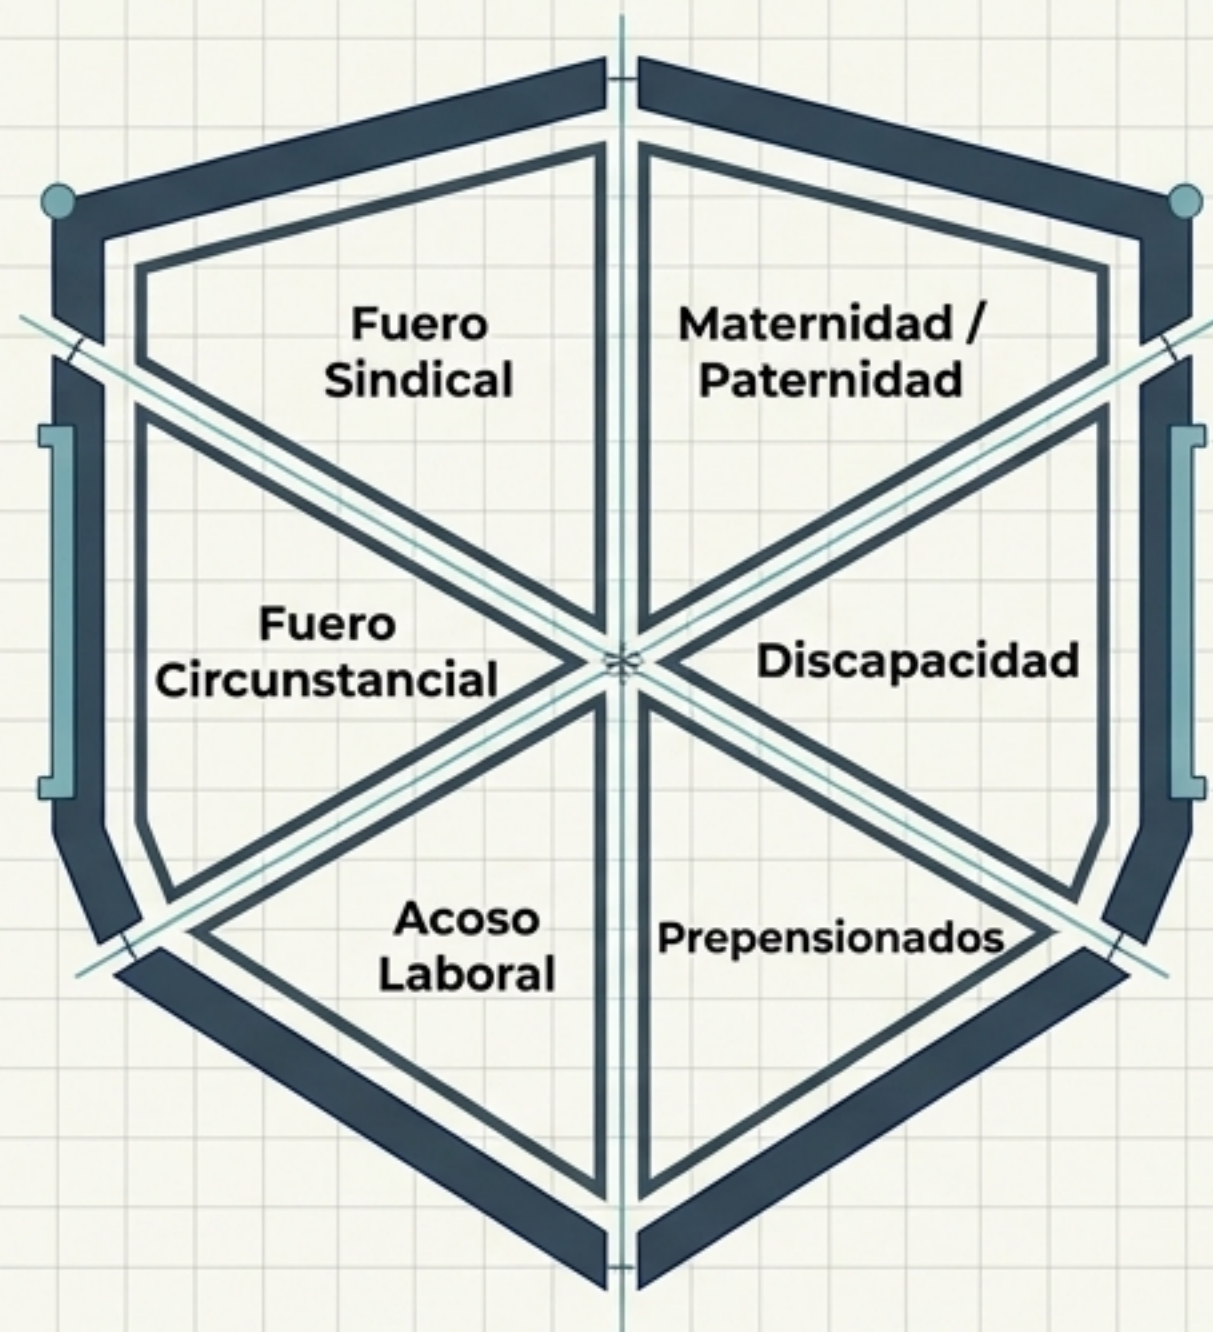 Fuero
Sindical
Maternidad /
Paternidad
Fuero
Circunstancial
Discapacidad
Acoso
Laboral
Prepensionados